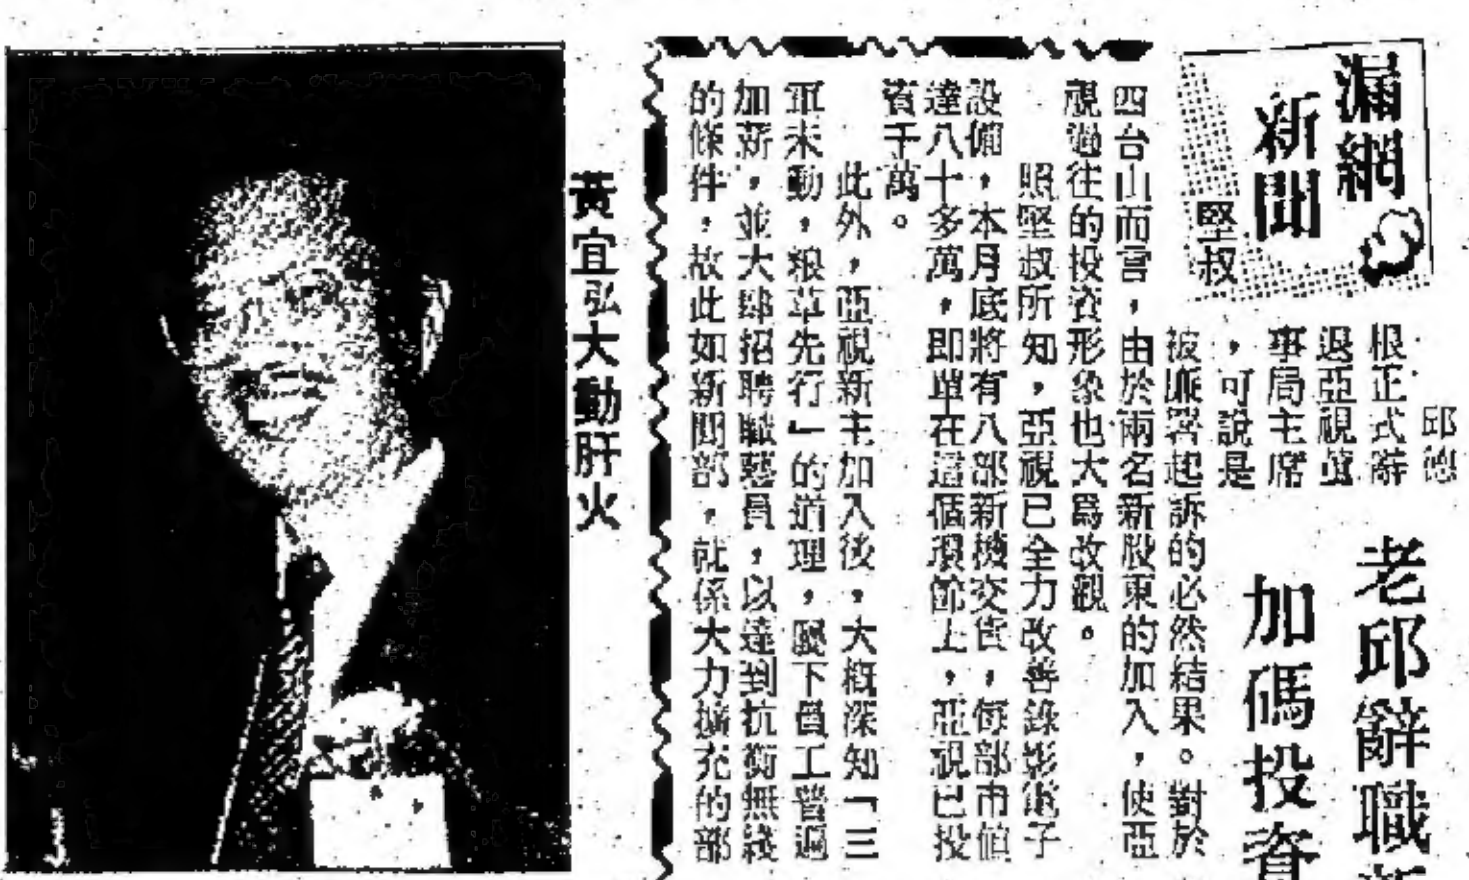 漏網
新聞
堅叔
老邱辭職
加碼投資
邱德
根正式辭
退亞視董
事局主席
，可說是
被廉署起訴的必然結果。對於
四台山而言，由於兩名新股東的加入，使亞
視過往的投資形象也大爲改觀。
照堅叔所知，亞視已全力改善錄影電子
設備，本月底將有八部新機交貨，每部市值
達八十多萬，即單在這個環節上，亞視已投
資千萬。
此外，亞視新主加入後，大概深知「三
軍未動，粮草先行」的道理，麾下員工普遍
加薪，並大肆招聘職藝員，以達到抗衡無綫
的條件，故此如新聞部，就係大力擴充的部
黃宜弘大動肝火